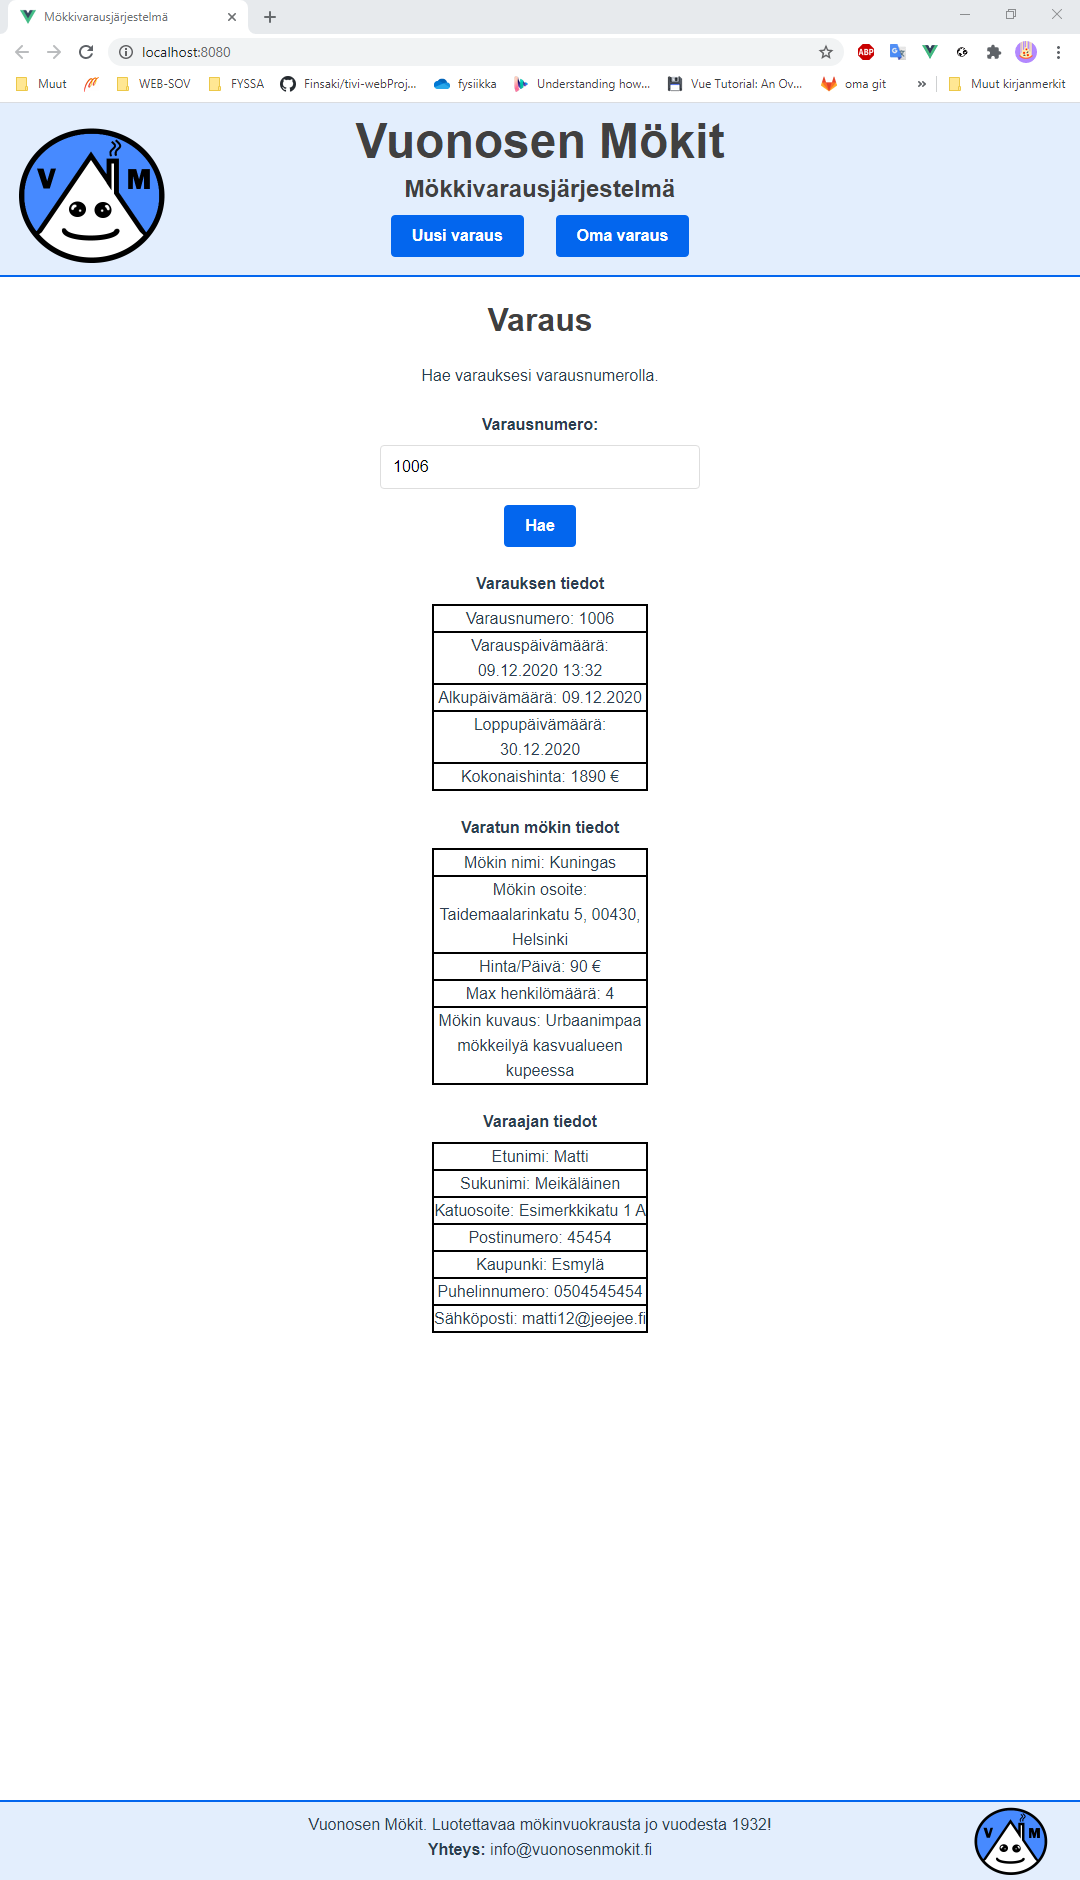 Mökkivarausjärjestelmä
localhost:8080
ABP
Muut
WEB-SOV
FYSSA
Finsaki/tivi-webProj...
fysiikka
Understanding how...
Vue Tutorial: An Ov...
oma git
»
Muut kirjanmerkit
V M
Vuonosen Mökit
Mökkivarausjärjestelmä
Uusi varaus
Oma varaus
Varaus
Hae varauksesi varausnumerolla.
Varausnumero:
1006
Hae
Varauksen tiedot
Varausnumero: 1006
Varauspäivämäärä:
09.12.2020 13:32
Alkupäivämäärä: 09.12.2020
Loppupäivämäärä:
30.12.2020
Kokonaishinta: 1890 €
Varatun mökin tiedot
Mökin nimi: Kuningas
Mökin osoite:
Taidemaalarinkatu 5, 00430,
Helsinki
Hinta/Päivä: 90 €
Max henkilömäärä: 4
Mökin kuvaus: Urbaanimpaa
mökkeilyä kasvualueen
kupeessa
Varaajan tiedot
Etunimi: Matti
Sukunimi: Meikäläinen
Katuosoite: Esimerkkikatu 1 A
Postinumero: 45454
Kaupunki: Esmylä
Puhelinnumero: 0504545454
Sähköposti: matti12@jeejee.fi
Vuonosen Mökit. Luotettavaa mökinvuokrausta jo vuodesta 1932!
Yhteys: info@vuonosenmokit.fi
V M